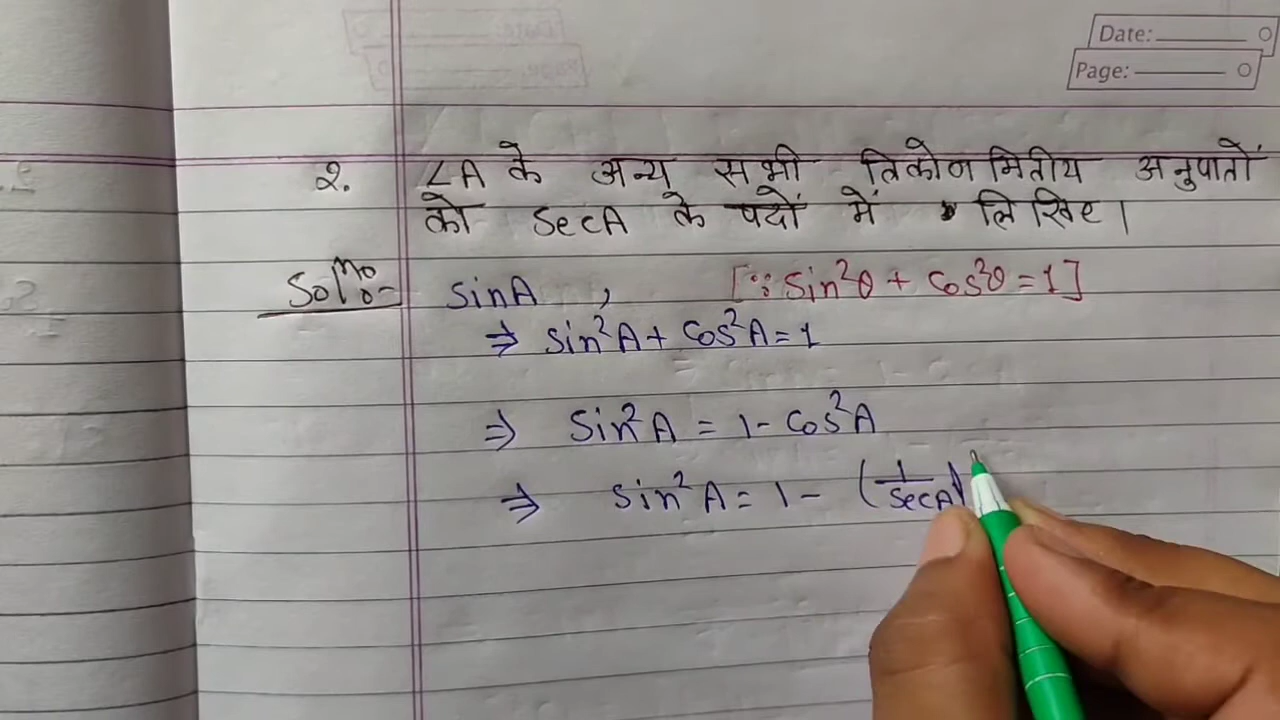 Date:
Page:
2. ∠A के अन्य सभी त्रिकोणमितीय अनुपातों
को SecA के पदों में लिखिए।
Soln:- SinA , [∵ Sin²θ + Cos²θ = 1]
⇒ Sin²A + Cos²A = 1
⇒ Sin²A = 1 - Cos²A
⇒ Sin²A = 1 - (1/SecA)